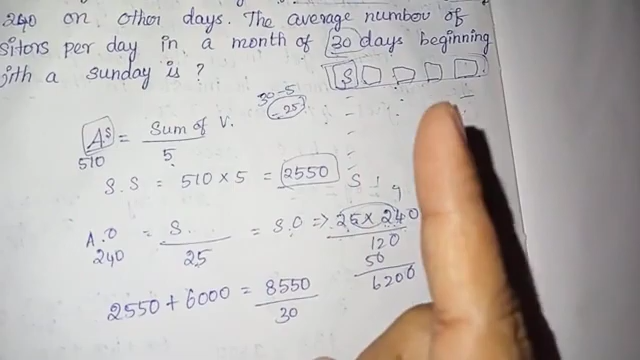 240 on other days. The average number of
sitors per day in a month of 30 days beginning
ith a sunday is ?
S
30-5
25
As = Sum of V.
510 5
S.S = 510 × 5 = 2550
A.O = S. = S.O => 25 × 240
240 25 120
50
6200
2550 + 6000 = 8550
30